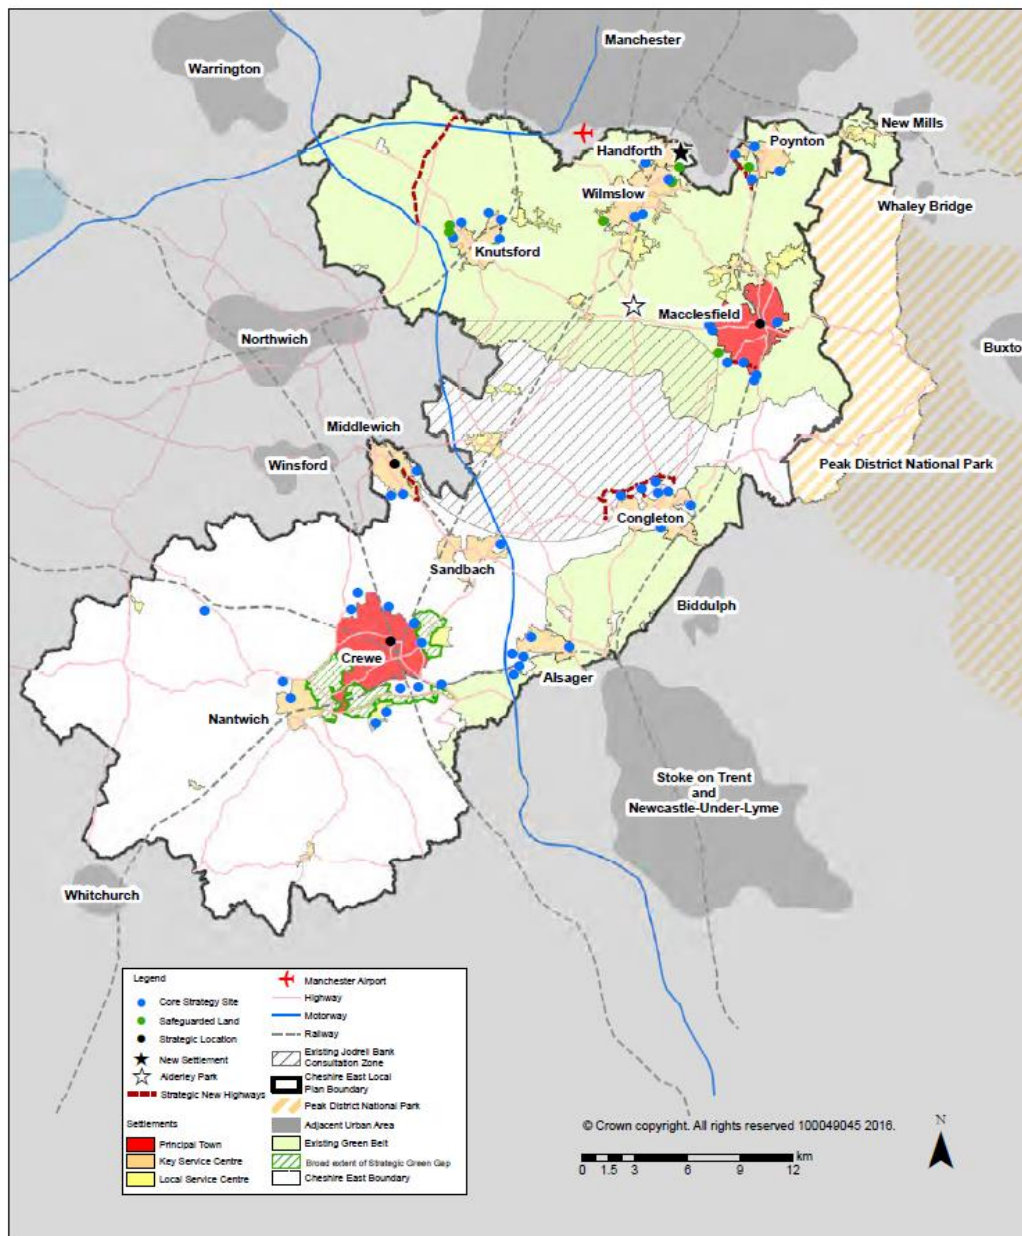 Manchester
Warrington
New Mills
Poynton
Handforth
Wilmslow
Whaley Bridge
Knutsford
Macclesfield
Northwich
Buxto
Middlewich
Winsford
Peak District National Park
Congleton
Sandbach
Biddulph
Crewe
Alsager
Nantwich
Stoke on Trent
and
Newcastle-Under-Lyme
Whitchurch
Legend
Core Strategy Site
Safeguarded Land
Strategic Location
New Settlement
Alderley Park
Strategic New Highways
Settlements
Principal Town
Key Service Centre
Local Service Centre
Manchester Airport
Highway
Motorway
Railway
Existing Jodrell Bank
Consultation Zone
Cheshire East Local
Plan Boundary
Peak District National Park
Adjacent Urban Area
Existing Green Belt
Broad extent of Strategic Green Gap
Cheshire East Boundary
© Crown copyright. All rights reserved 100049045 2016.
N
km
0 1.5 3 6 9 12